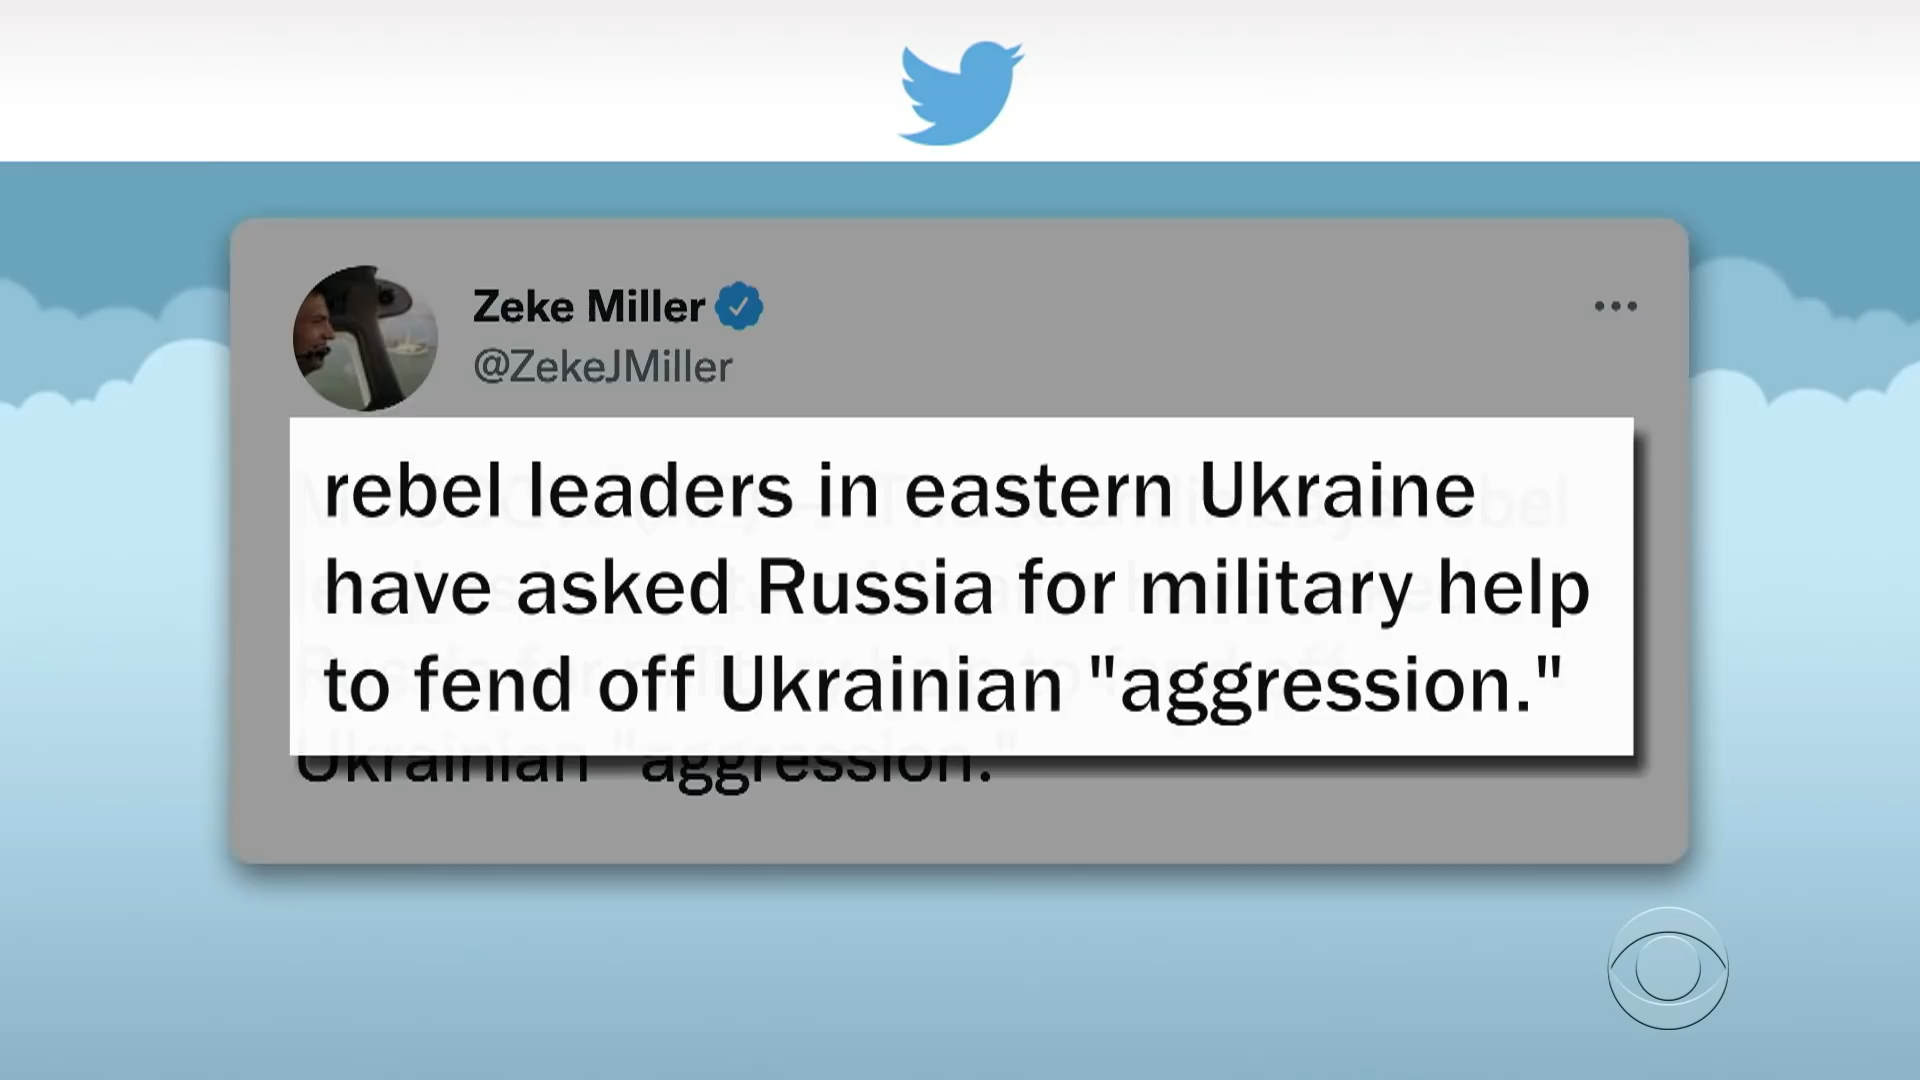 Zeke Miller
@ZekeJMiller
rebel leaders in eastern Ukraine
have asked Russia for military help
to fend off Ukrainian "aggression."
Ukrainian "aggression."